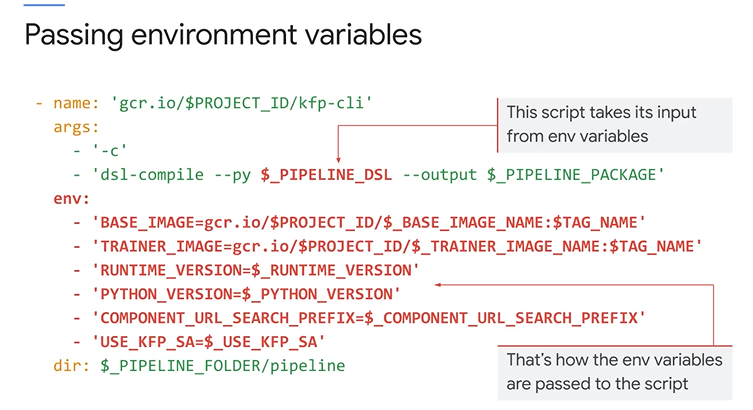 Passing environment variables
- name: 'gcr.io/$PROJECT_ID/kfp-cli'
This script takes its input
from env variables
args:
- '-c'
- 'dsl-compile --py $_PIPELINE_DSL --output $_PIPELINE_PACKAGE'
env:
- 'BASE_IMAGE=gcr.io/$PROJECT_ID/$_BASE_IMAGE_NAME:$TAG_NAME'
- 'TRAINER_IMAGE=gcr.io/$PROJECT_ID/$_TRAINER_IMAGE_NAME:$TAG_NAME'
- 'RUNTIME_VERSION=$_RUNTIME_VERSION'
- 'PYTHON_VERSION=$_PYTHON_VERSION'
- 'COMPONENT_URL_SEARCH_PREFIX=$_COMPONENT_URL_SEARCH_PREFIX'
- 'USE_KFP_SA=$_USE_KFP_SA'
dir: $_PIPELINE_FOLDER/pipeline
That's how the env variables
are passed to the script